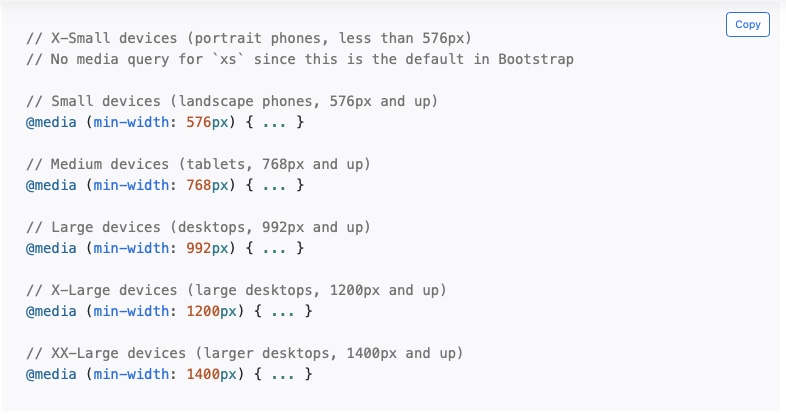 Copy
// X-Small devices (portrait phones, less than 576px)
// No media query for `xs` since this is the default in Bootstrap
// Small devices (landscape phones, 576px and up)
@media (min-width: 576px) { ... }
// Medium devices (tablets, 768px and up)
@media (min-width: 768px) { ... }
// Large devices (desktops, 992px and up)
@media (min-width: 992px) { ... }
// X-Large devices (large desktops, 1200px and up)
@media (min-width: 1200px) { ... }
// XX-Large devices (larger desktops, 1400px and up)
@media (min-width: 1400px) { ... }